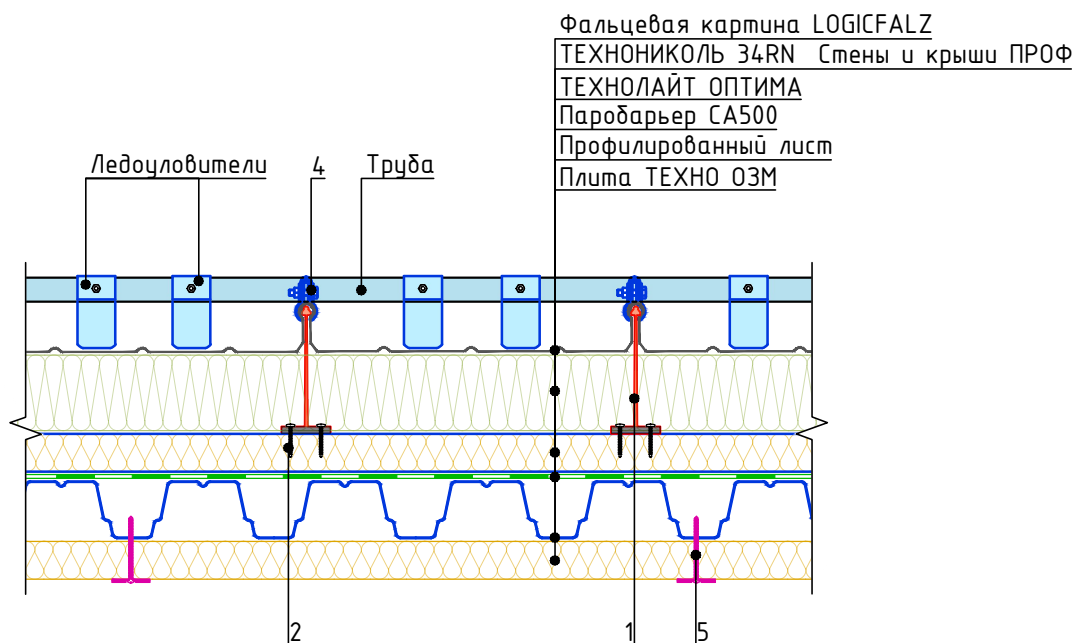 Фальцевая картина LOGICFALZ
ТЕХНОНИКОЛЬ 34RN Стены и крыши ПРОФ
ТЕХНОЛАЙТ ОПТИМА
Паробарьер СА500
Профилированный лист
Плита ТЕХНО ОЗМ
Ледоуловители
4
Труба
2
1
5